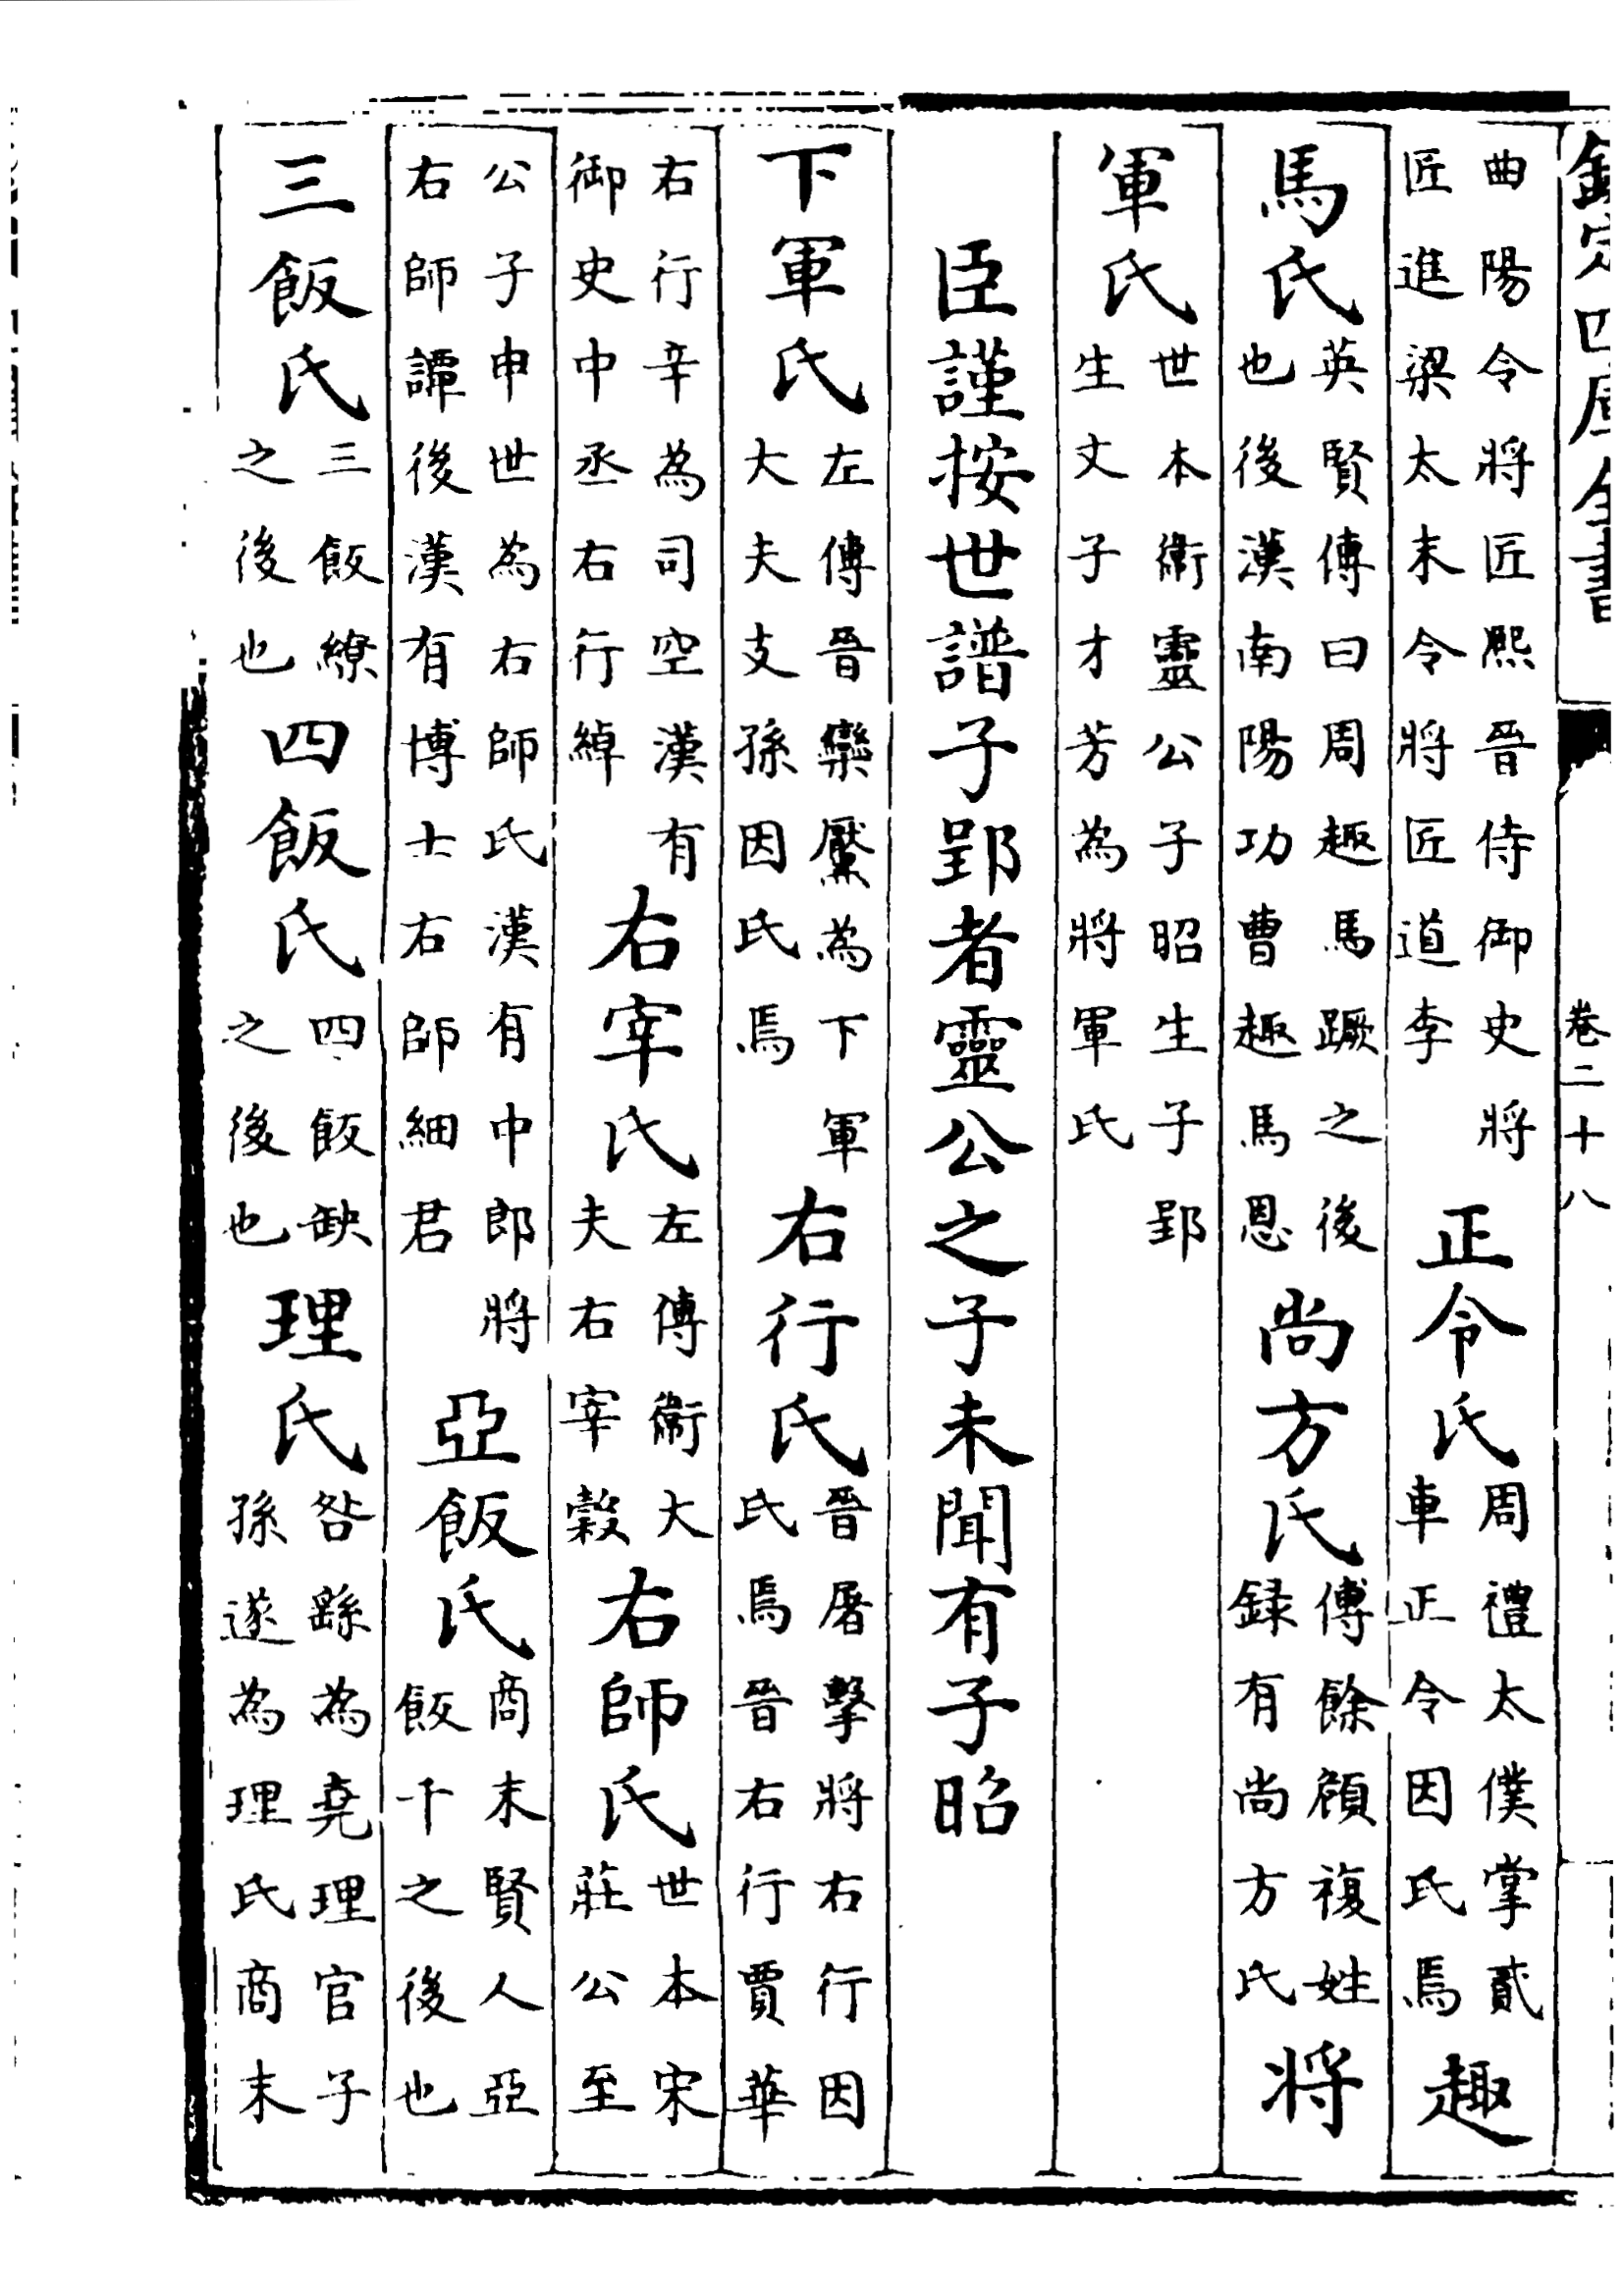 欽定四庫全書
卷二十八
曲陽令將匠熙晉侍御史將
匠進梁太末令將匠道李
正令氏
周禮太僕掌貳
車正令因氏焉
趣
馬氏
英賢傳曰周趣馬蹶之後
也後漢南陽功曹趣馬恩
尚方氏
傅餘頠複姓
録有尚方氏
將
軍氏
世本衛靈公子昭生子郢
生文子才芳為將軍氏
臣謹按世譜子郢者靈公之子未聞有子昭
下軍氏
左傳晉欒黶為下軍
大夫支孫因氏焉
右行氏
晉屠擊將右行因
氏焉晉右行賈華
右行辛為司空漢有
御史中丞右行綽
右宰氏
左傳衛大
夫右宰穀
右師氏
世本宋
莊公至
公子申世為右師氏漢有中郎將
右師譚後漢有博士右師細君
亞飯氏
商末賢人亞
飯干之後也
三飯氏
三飯繚
之後也
四飯氏
四飯缺
之後也
理氏
咎繇為堯理官子
孫遂為理氏商末